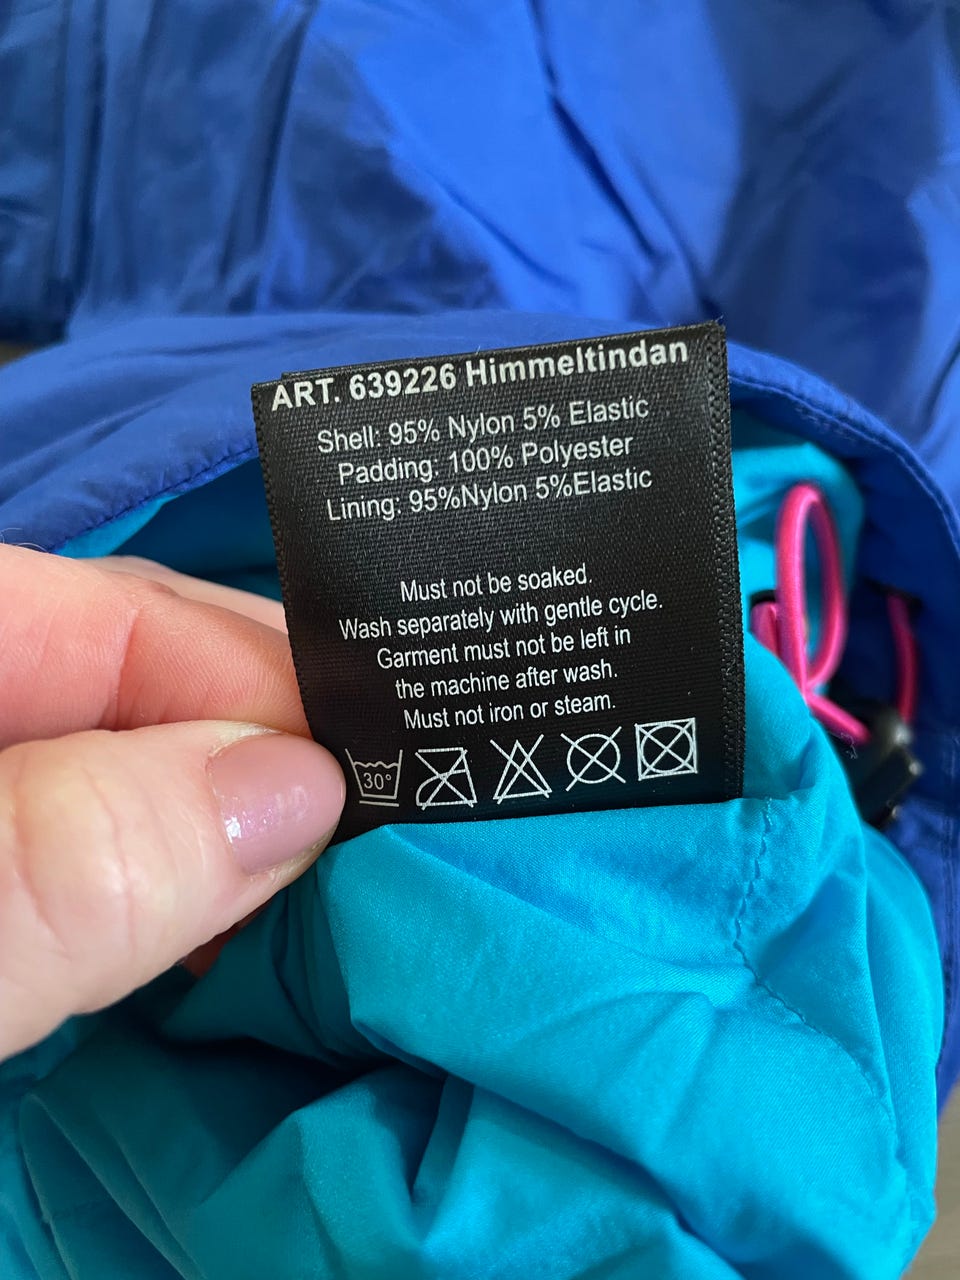 ART. 639226 Himmeltindan
Shell: 95% Nylon 5% Elastic
Padding: 100% Polyester
Lining: 95%Nylon 5%Elastic
Must not be soaked.
Wash separately with gentle cycle.
Garment must not be left in
the machine after wash.
Must not iron or steam.
30°